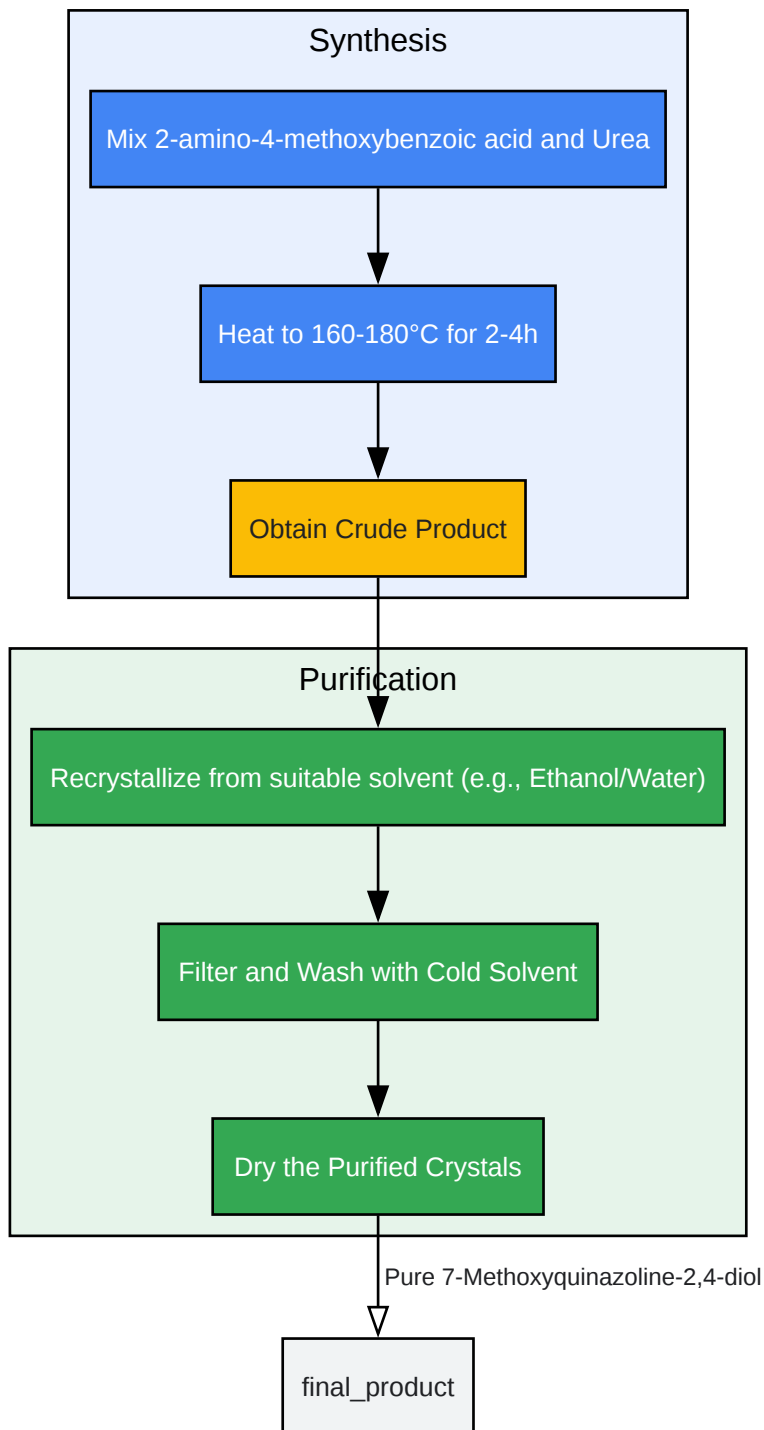 Synthesis
Mix 2-amino-4-methoxybenzoic acid and Urea
Heat to 160-180°C for 2-4h
Obtain Crude Product
Purification
Recrystallize from suitable solvent (e.g., Ethanol/Water)
Filter and Wash with Cold Solvent
Dry the Purified Crystals
Pure 7-Methoxyquinazoline-2,4-diol
final_product